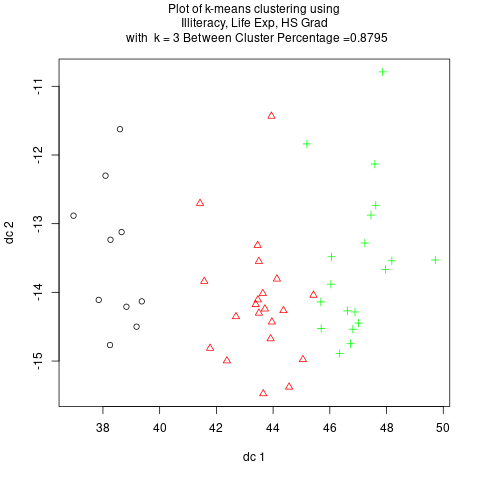 Plot of k-means clustering using
Illiteracy, Life Exp, HS Grad
with  k = 3 Between Cluster Percentage =0.8795
dc 2
-11
-12
-13
-14
-15
38 40 42 44 46 48 50
dc 1